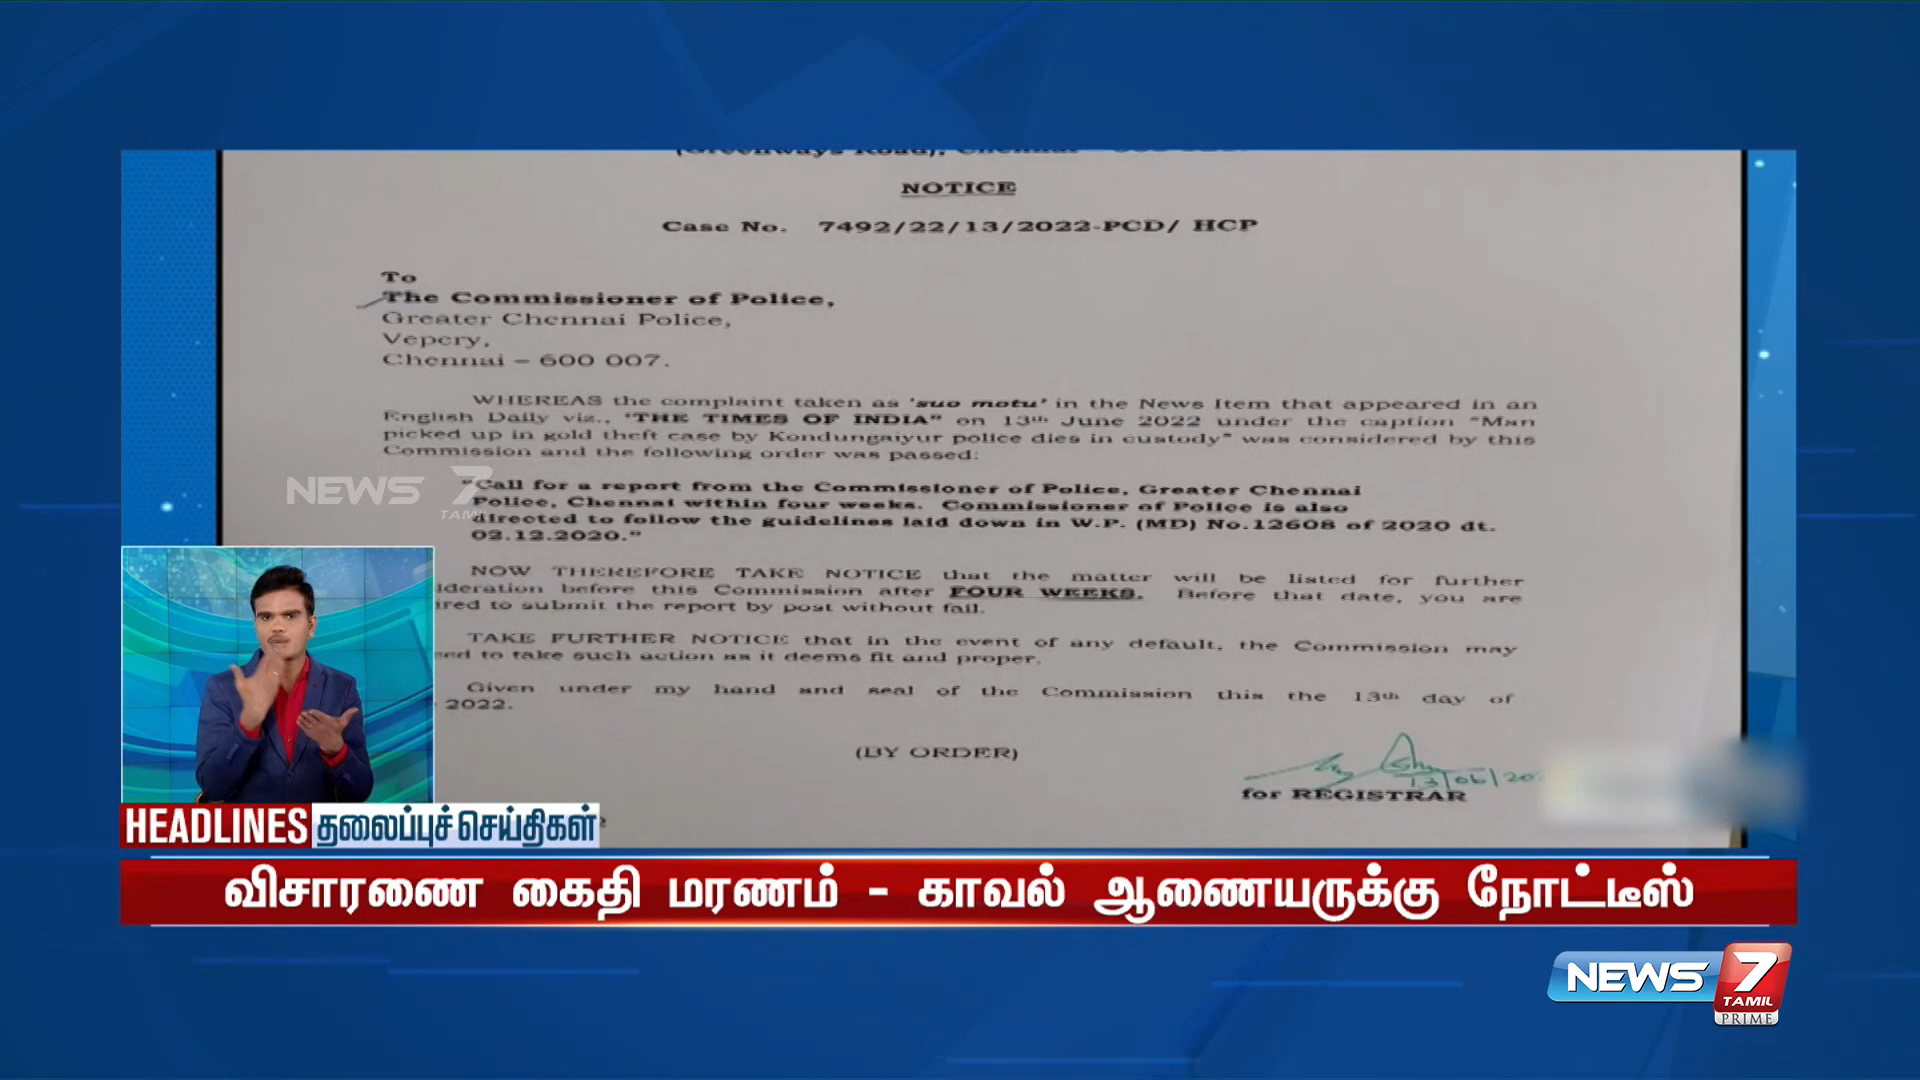 NOTICE
Case No. 7492/22/13/2022-PCD/ HCP
To
The Commissioner of Police,
Greater Chennai Police,
Vepery,
Chennai – 600 007.
WHEREAS the complaint taken as 'suo motu' in the News Item that appeared in an
English Daily viz., "THE TIMES OF INDIA" on 13th June 2022 under the caption "Man
picked up in gold theft case by Kondungaiyur police dies in custody" was considered by this
Commission and the following order was passed:
"Call for a report from the Commissioner of Police, Greater Chennai
Police, Chennai within four weeks. Commissioner of Police is also
directed to follow the guidelines laid down in W.P. (MD) No.12608 of 2020 dt.
02.12.2020."
NOW THEREFORE TAKE NOTICE that the matter will be listed for further
before this Commission after FOUR WEEKS. Before that date, you are
to submit the report by post without fail.
TAKE FURTHER NOTICE that in the event of any default, the Commission may
to take such action as it deems fit and proper.
Given under my hand and seal of the Commission this the 13th day of
2022.
(BY ORDER)
13/06/20
for REGISTRAR
NEWS 7
TAMIL
HEADLINES தலைப்புச் செய்திகள்
விசாரணை கைதி மரணம் - காவல் ஆணையருக்கு நோட்டீஸ்
NEWS 7
TAMIL
PRIME